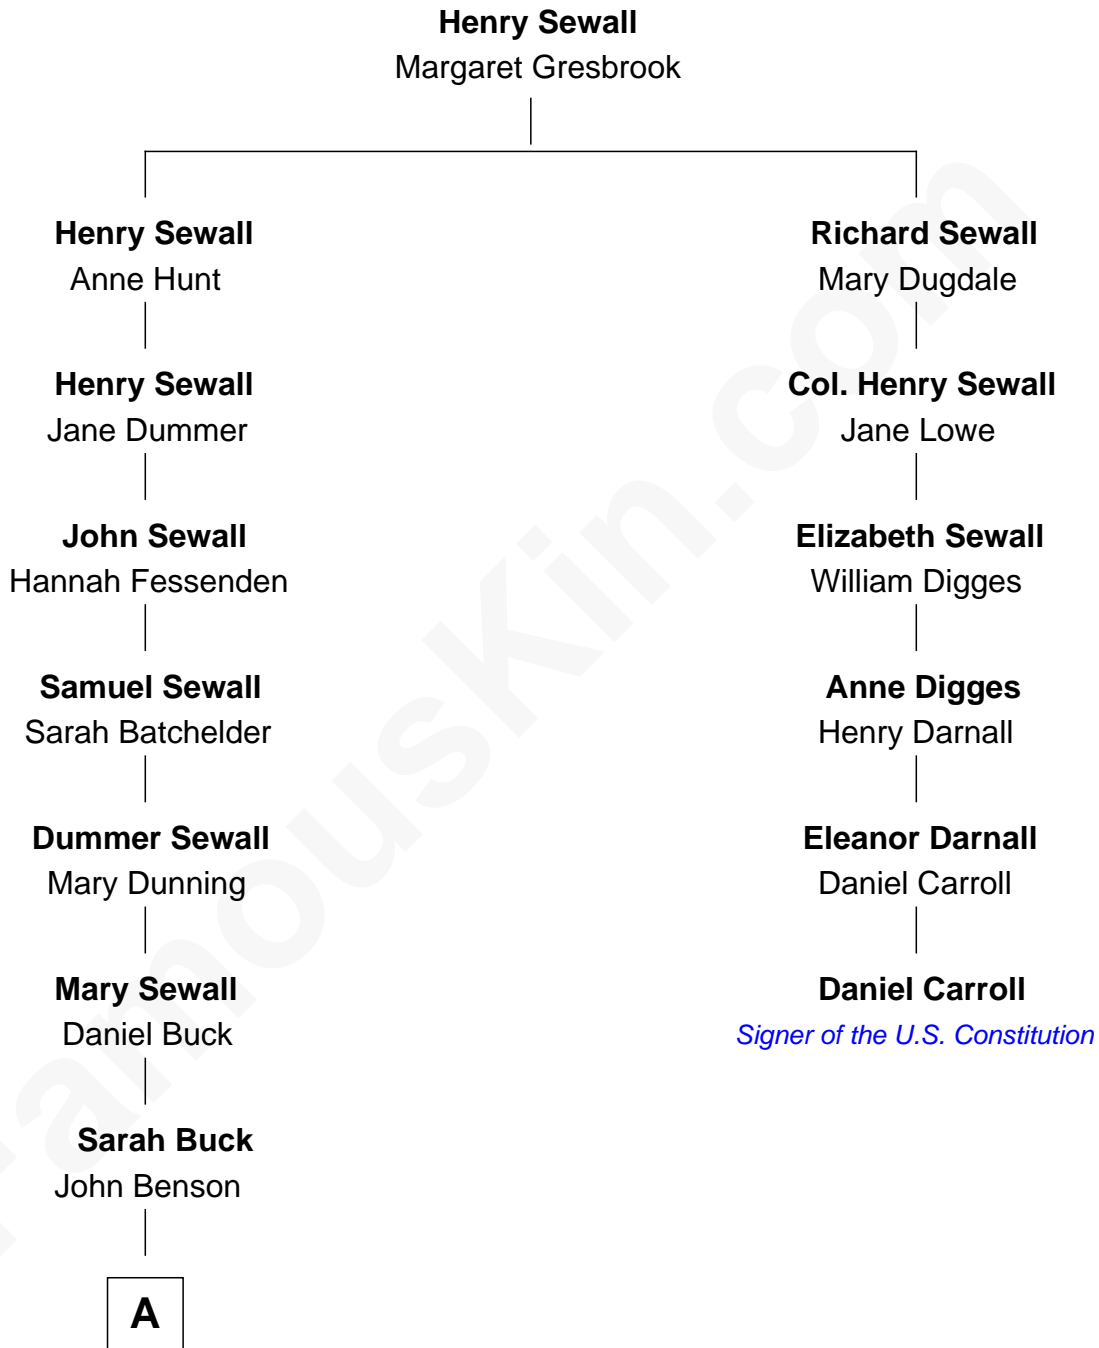 Henry Sewall
Margaret Gresbrook
Henry Sewall
Anne Hunt
Henry Sewall
Jane Dummer
John Sewall
Hannah Fessenden
Samuel Sewall
Sarah Batchelder
Dummer Sewall
Mary Dunning
Mary Sewall
Daniel Buck
Sarah Buck
John Benson
A
Richard Sewall
Mary Dugdale
Col. Henry Sewall
Jane Lowe
Elizabeth Sewall
William Digges
Anne Digges
Henry Darnall
Eleanor Darnall
Daniel Carroll
Daniel Carroll
Signer of the U.S. Constitution
FamousKin.com